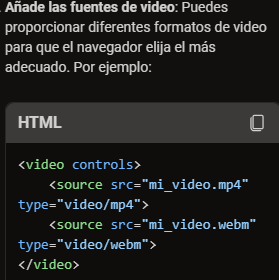 . Añade las fuentes de video: Puedes
proporcionar diferentes formatos de video
para que el navegador elija el más
adecuado. Por ejemplo:
HTML
<video controls>
    <source src="mi_video.mp4"
type="video/mp4">
    <source src="mi_video.webm"
type="video/webm">
</video>